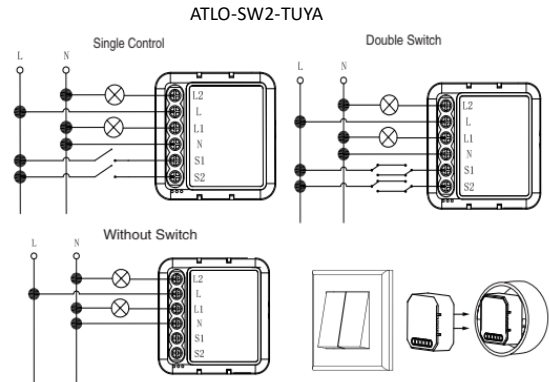 ATLO-SW2-TUYA
Single Control
L N
L2
L
L1
N
S1
S2
Double Switch
L N
L2
L
L1
N
S1
S2
Without Switch
L N
L2
L
L1
N
S1
S2